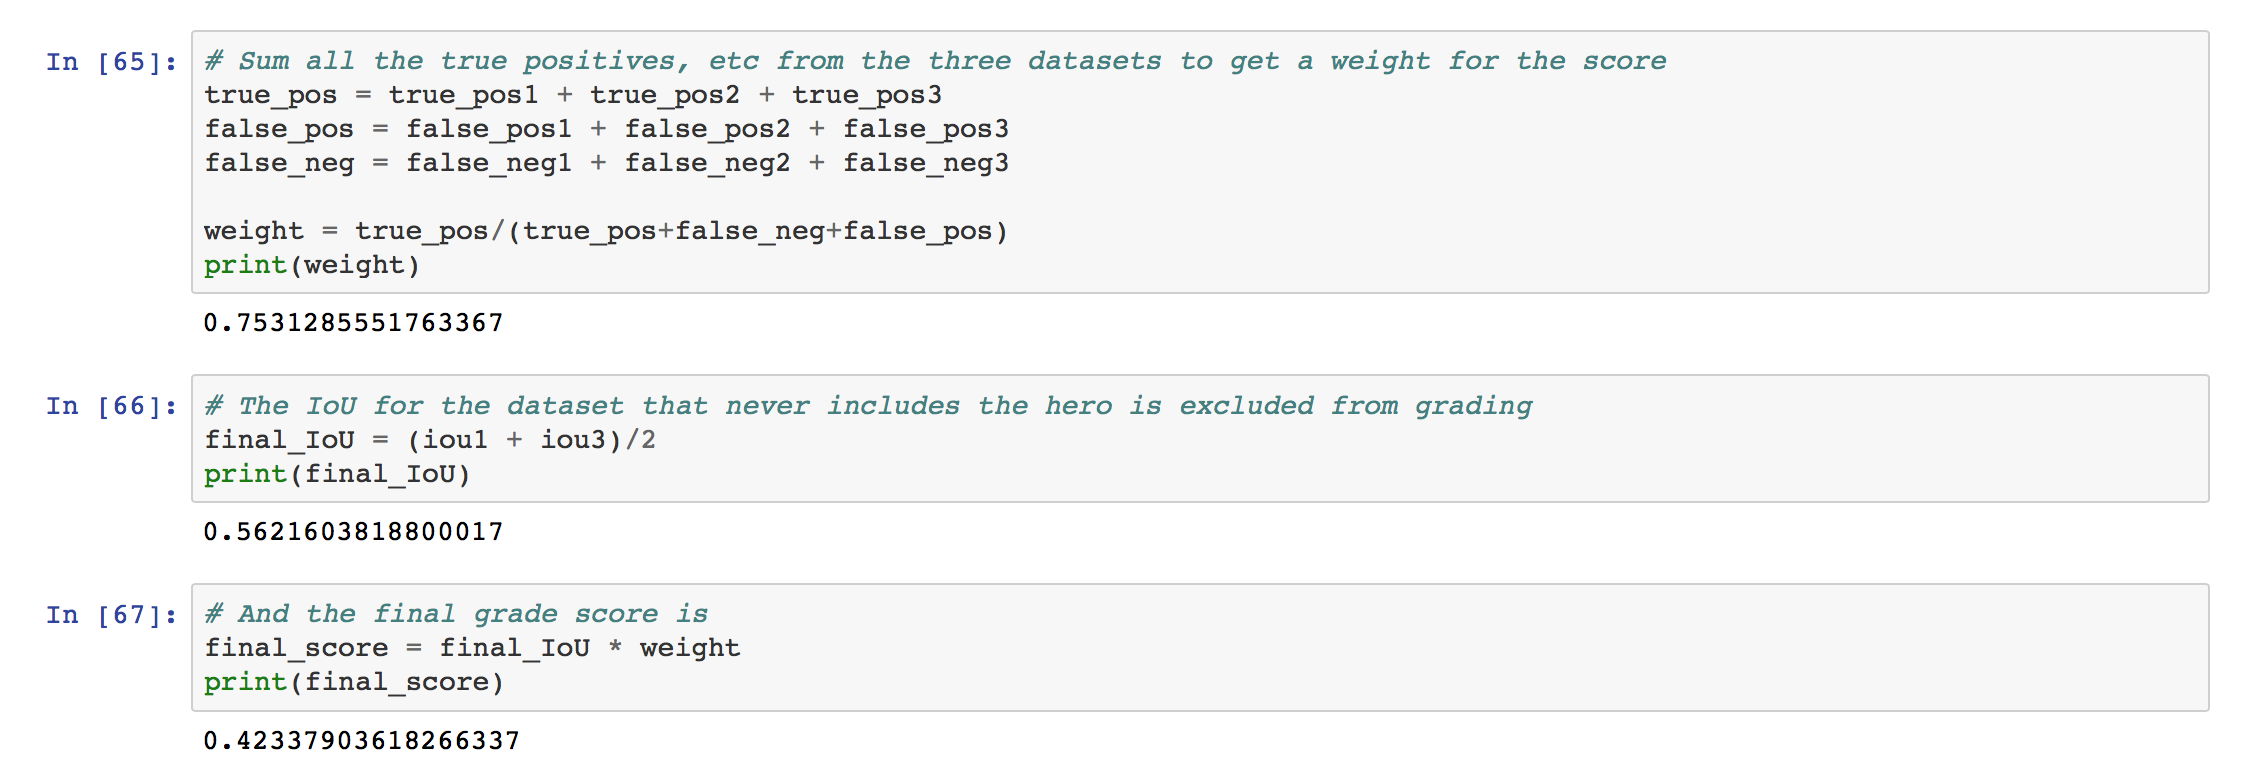 In [65]: # Sum all the true positives, etc from the three datasets to get a weight for the score
true_pos = true_pos1 + true_pos2 + true_pos3
false_pos = false_pos1 + false_pos2 + false_pos3
false_neg = false_neg1 + false_neg2 + false_neg3
weight = true_pos/(true_pos+false_neg+false_pos)
print(weight)
0.7531285551763367
In [66]: # The IoU for the dataset that never includes the hero is excluded from grading
final_IoU = (iou1 + iou3)/2
print(final_IoU)
0.5621603818800017
In [67]: # And the final grade score is
final_score = final_IoU * weight
print(final_score)
0.42337903618266337